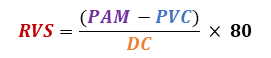 RVS = (PAM − PVC) / DC × 80